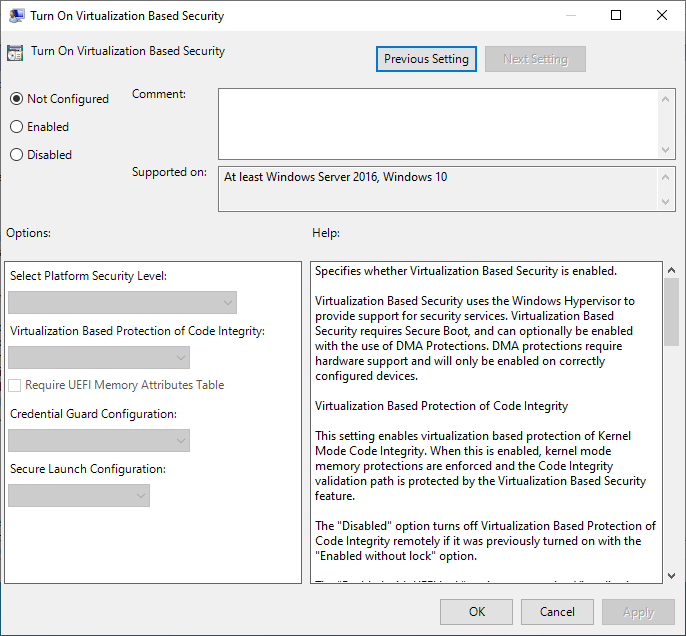 Turn On Virtualization Based Security
Turn On Virtualization Based Security
Previous Setting
Next Setting
Not Configured
Enabled
Disabled
Comment:
Supported on:
At least Windows Server 2016, Windows 10
Options:
Help:
Select Platform Security Level:
Virtualization Based Protection of Code Integrity:
Require UEFI Memory Attributes Table
Credential Guard Configuration:
Secure Launch Configuration:
Specifies whether Virtualization Based Security is enabled.
Virtualization Based Security uses the Windows Hypervisor to
provide support for security services. Virtualization Based
Security requires Secure Boot, and can optionally be enabled
with the use of DMA Protections. DMA protections require
hardware support and will only be enabled on correctly
configured devices.
Virtualization Based Protection of Code Integrity
This setting enables virtualization based protection of Kernel
Mode Code Integrity. When this is enabled, kernel mode
memory protections are enforced and the Code Integrity
validation path is protected by the Virtualization Based Security
feature.
The "Disabled" option turns off Virtualization Based Protection of
Code Integrity remotely if it was previously turned on with the
"Enabled without lock" option.
OK
Cancel
Apply